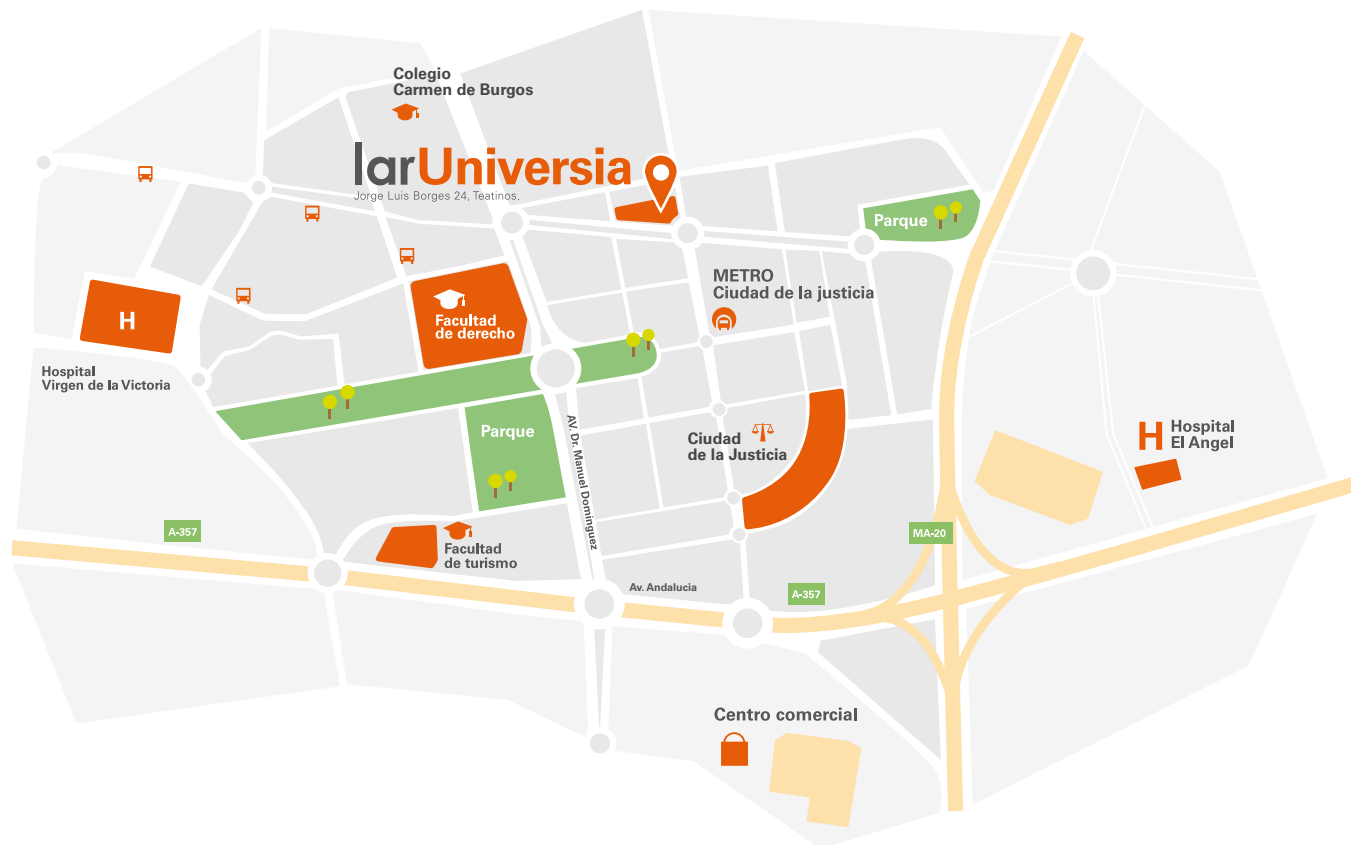 Colegio
Carmen de Burgos
larUniversia
Jorge Luis Borges 24, Teatinos.
Parque
METRO
Ciudad de la justicia
H
Facultad
de derecho
Hospital
Virgen de la Victoria
Parque
AV. Dr. Manuel Dominguez
Ciudad
de la Justicia
H
Hospital
El Angel
A-357
MA-20
Facultad
de turismo
Av. Andalucia
A-357
Centro comercial